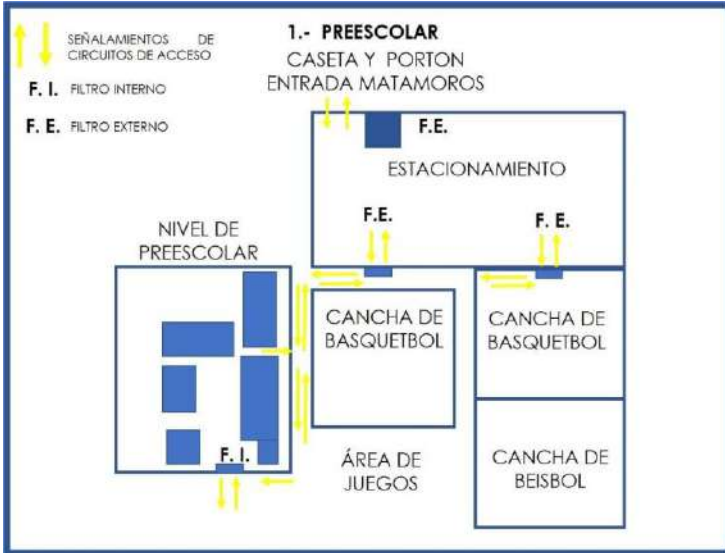 SEÑALAMIENTOS DE
CIRCUITOS DE ACCESO
F. I. FILTRO INTERNO
F. E. FILTRO EXTERNO
1.- PREESCOLAR
CASETA Y PORTON
ENTRADA MATAMOROS
F.E.
ESTACIONAMIENTO
F.E.
F. E.
NIVEL DE
PREESCOLAR
CANCHA DE
BASQUETBOL
CANCHA DE
BASQUETBOL
F. I.
ÁREA DE
JUEGOS
CANCHA DE
BEISBOL